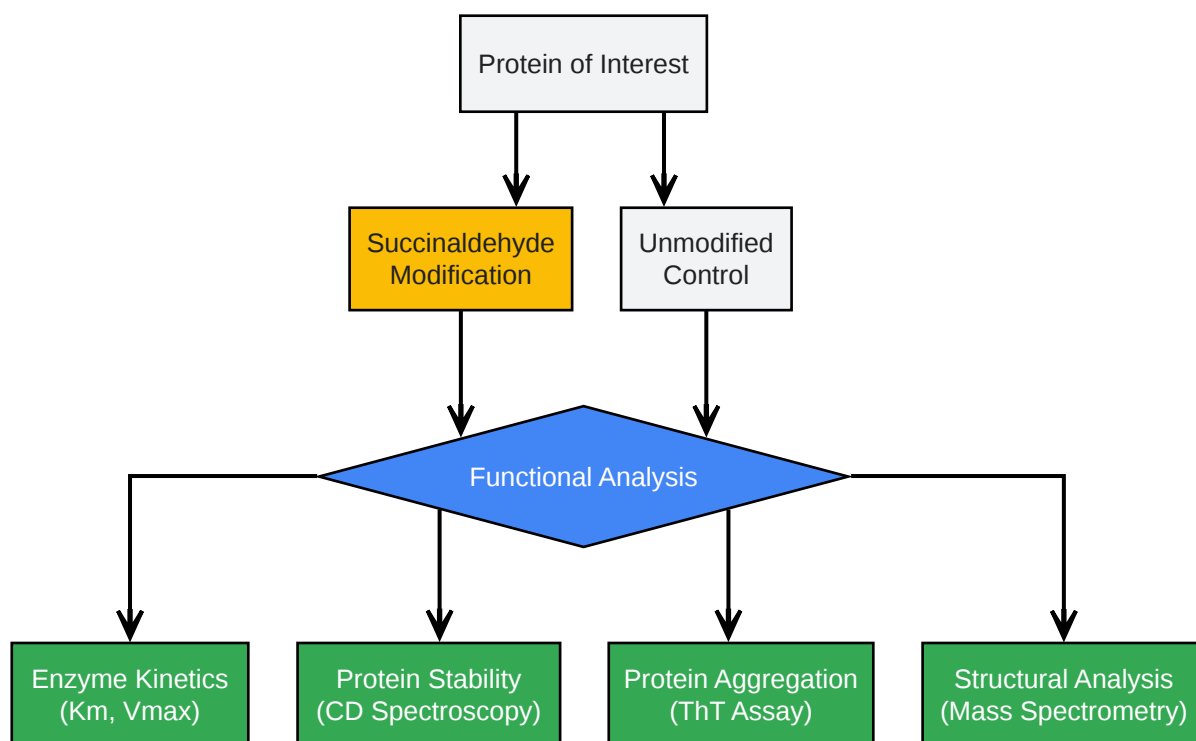 Protein of Interest
Succinaldehyde
Modification
Unmodified
Control
Functional Analysis
Enzyme Kinetics
(Km, Vmax)
Protein Stability
(CD Spectroscopy)
Protein Aggregation
(ThT Assay)
Structural Analysis
(Mass Spectrometry)